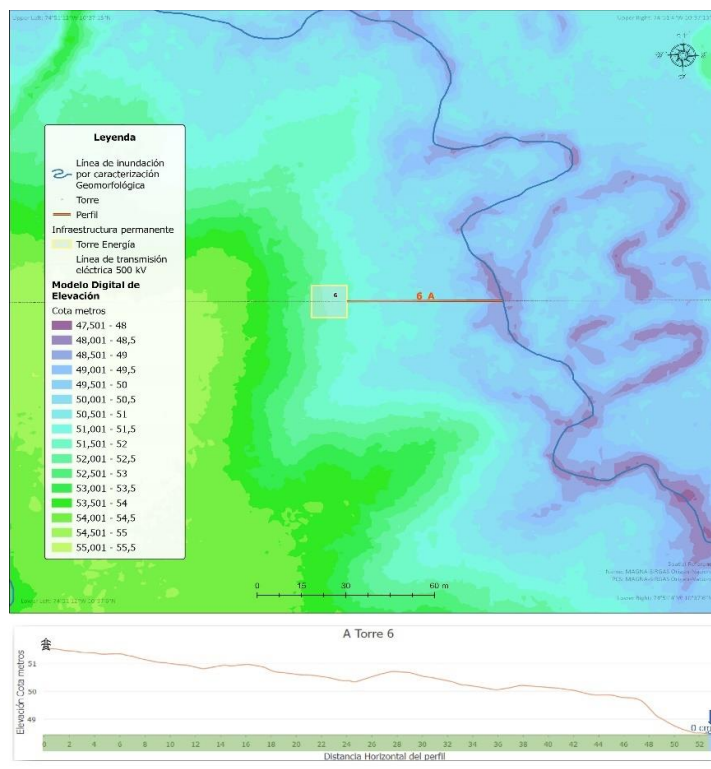 Leyenda
Línea de inundación
por caracterización
Geomorfológica
Torre
Perfil
Infraestructura permanente
Torre Energía
Línea de transmisión
eléctrica 500 kV
Modelo Digital de
Elevación
Cota metros
47,501 - 48
48,001 - 48,5
48,501 - 49
49,001 - 49,5
49,501 - 50
50,001 - 50,5
50,501 - 51
51,001 - 51,5
51,501 - 52
52,001 - 52,5
52,501 - 53
53,001 - 53,5
53,501 - 54
54,001 - 54,5
54,501 - 55
55,001 - 55,5
6
6 A
0 15 30 60 m
A Torre 6
Elevación Cota metros
51
50
49
0 cm
0 2 4 6 8 10 12 14 16 18 20 22 24 26 28 30 32 34 36 38 40 42 44 46 48 50 52
Distancia Horizontal del perfil